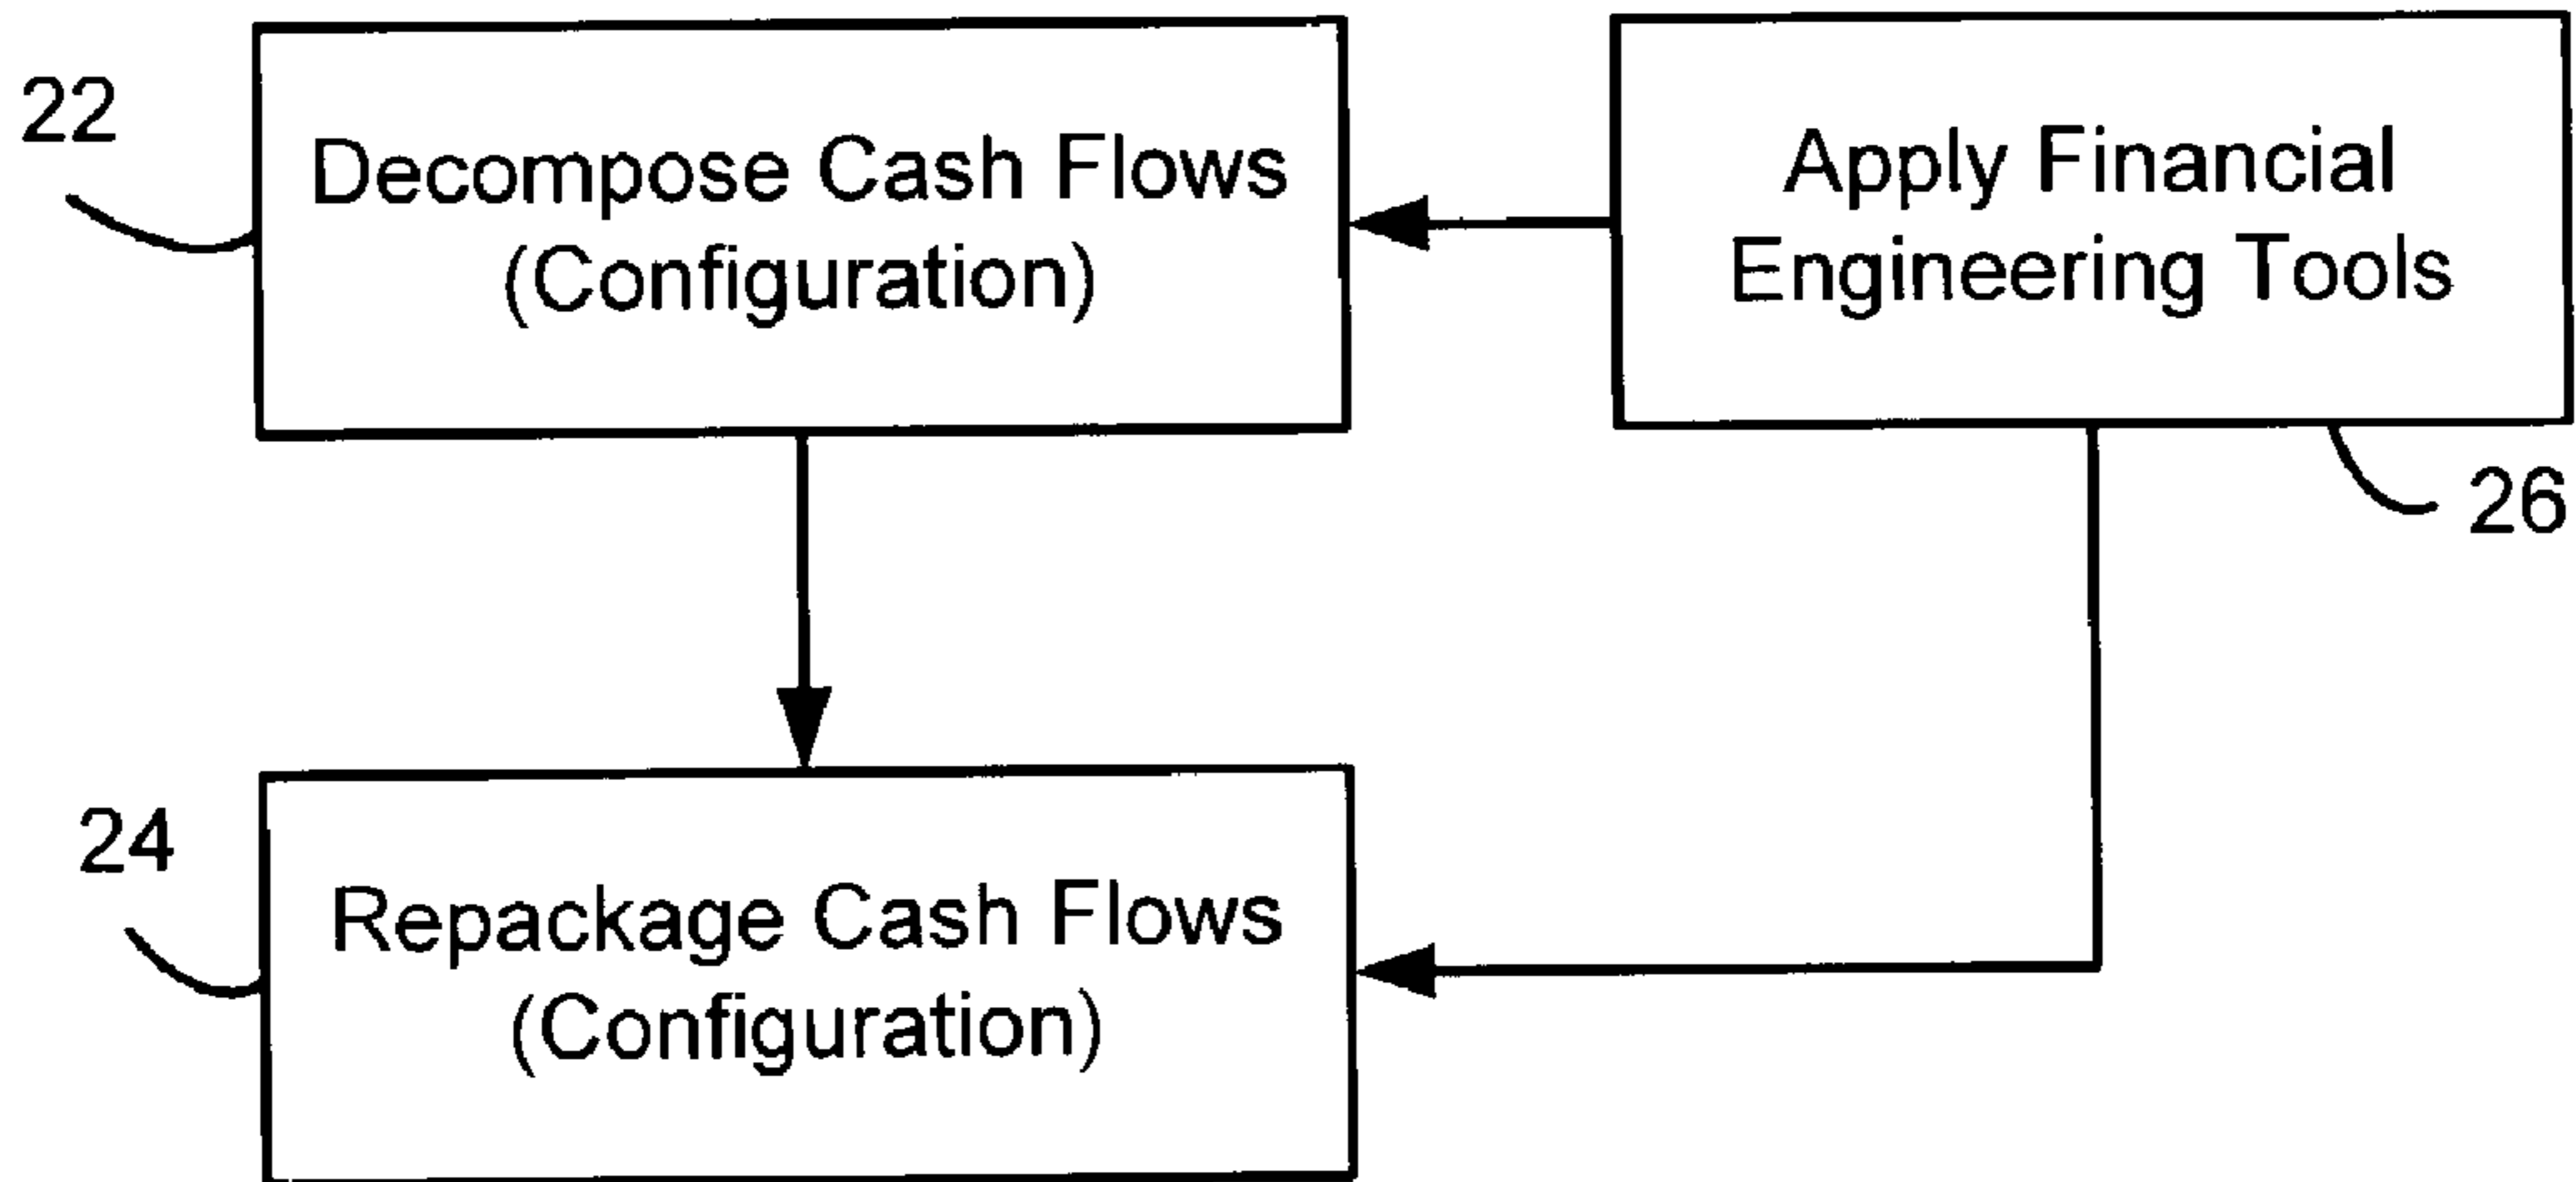 22
Decompose Cash Flows
(Configuration)
Apply Financial
Engineering Tools
26
24
Repackage Cash Flows
(Configuration)